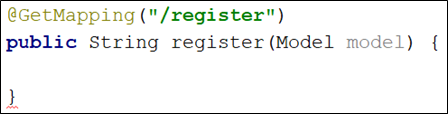 @GetMapping("/register")
public String register(Model model) {
}